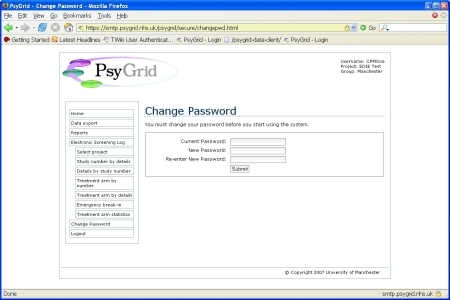 PsyGrid - Change Password - Mozilla Firefox
File Edit View Go Bookmarks Tools Help
https://smtp.psygrid.nhs.uk/psygrid/secure/changepwd.html Go
Getting Started Latest Headlines TWiki User Authenticat... PsyGrid - Login /psygrid-data-client/ PsyGrid - Login
PsyGrid
Username: CPMOne
Project: EDIE Test
Group: Manchester
Home
Data export
Reports
Electronic Screening Log
Select project
Study number by details
Details by study number
Treatment arm by
number
Treatment arm by details
Emergency break-in
Treatment arm statistics
Change Password
Logout
Change Password
You must change your password before you start using the system.
Current Password:
New Password:
Re-enter New Password:
Submit
© Copyright 2007 University of Manchester
Done
smtp.psygrid.nhs.uk